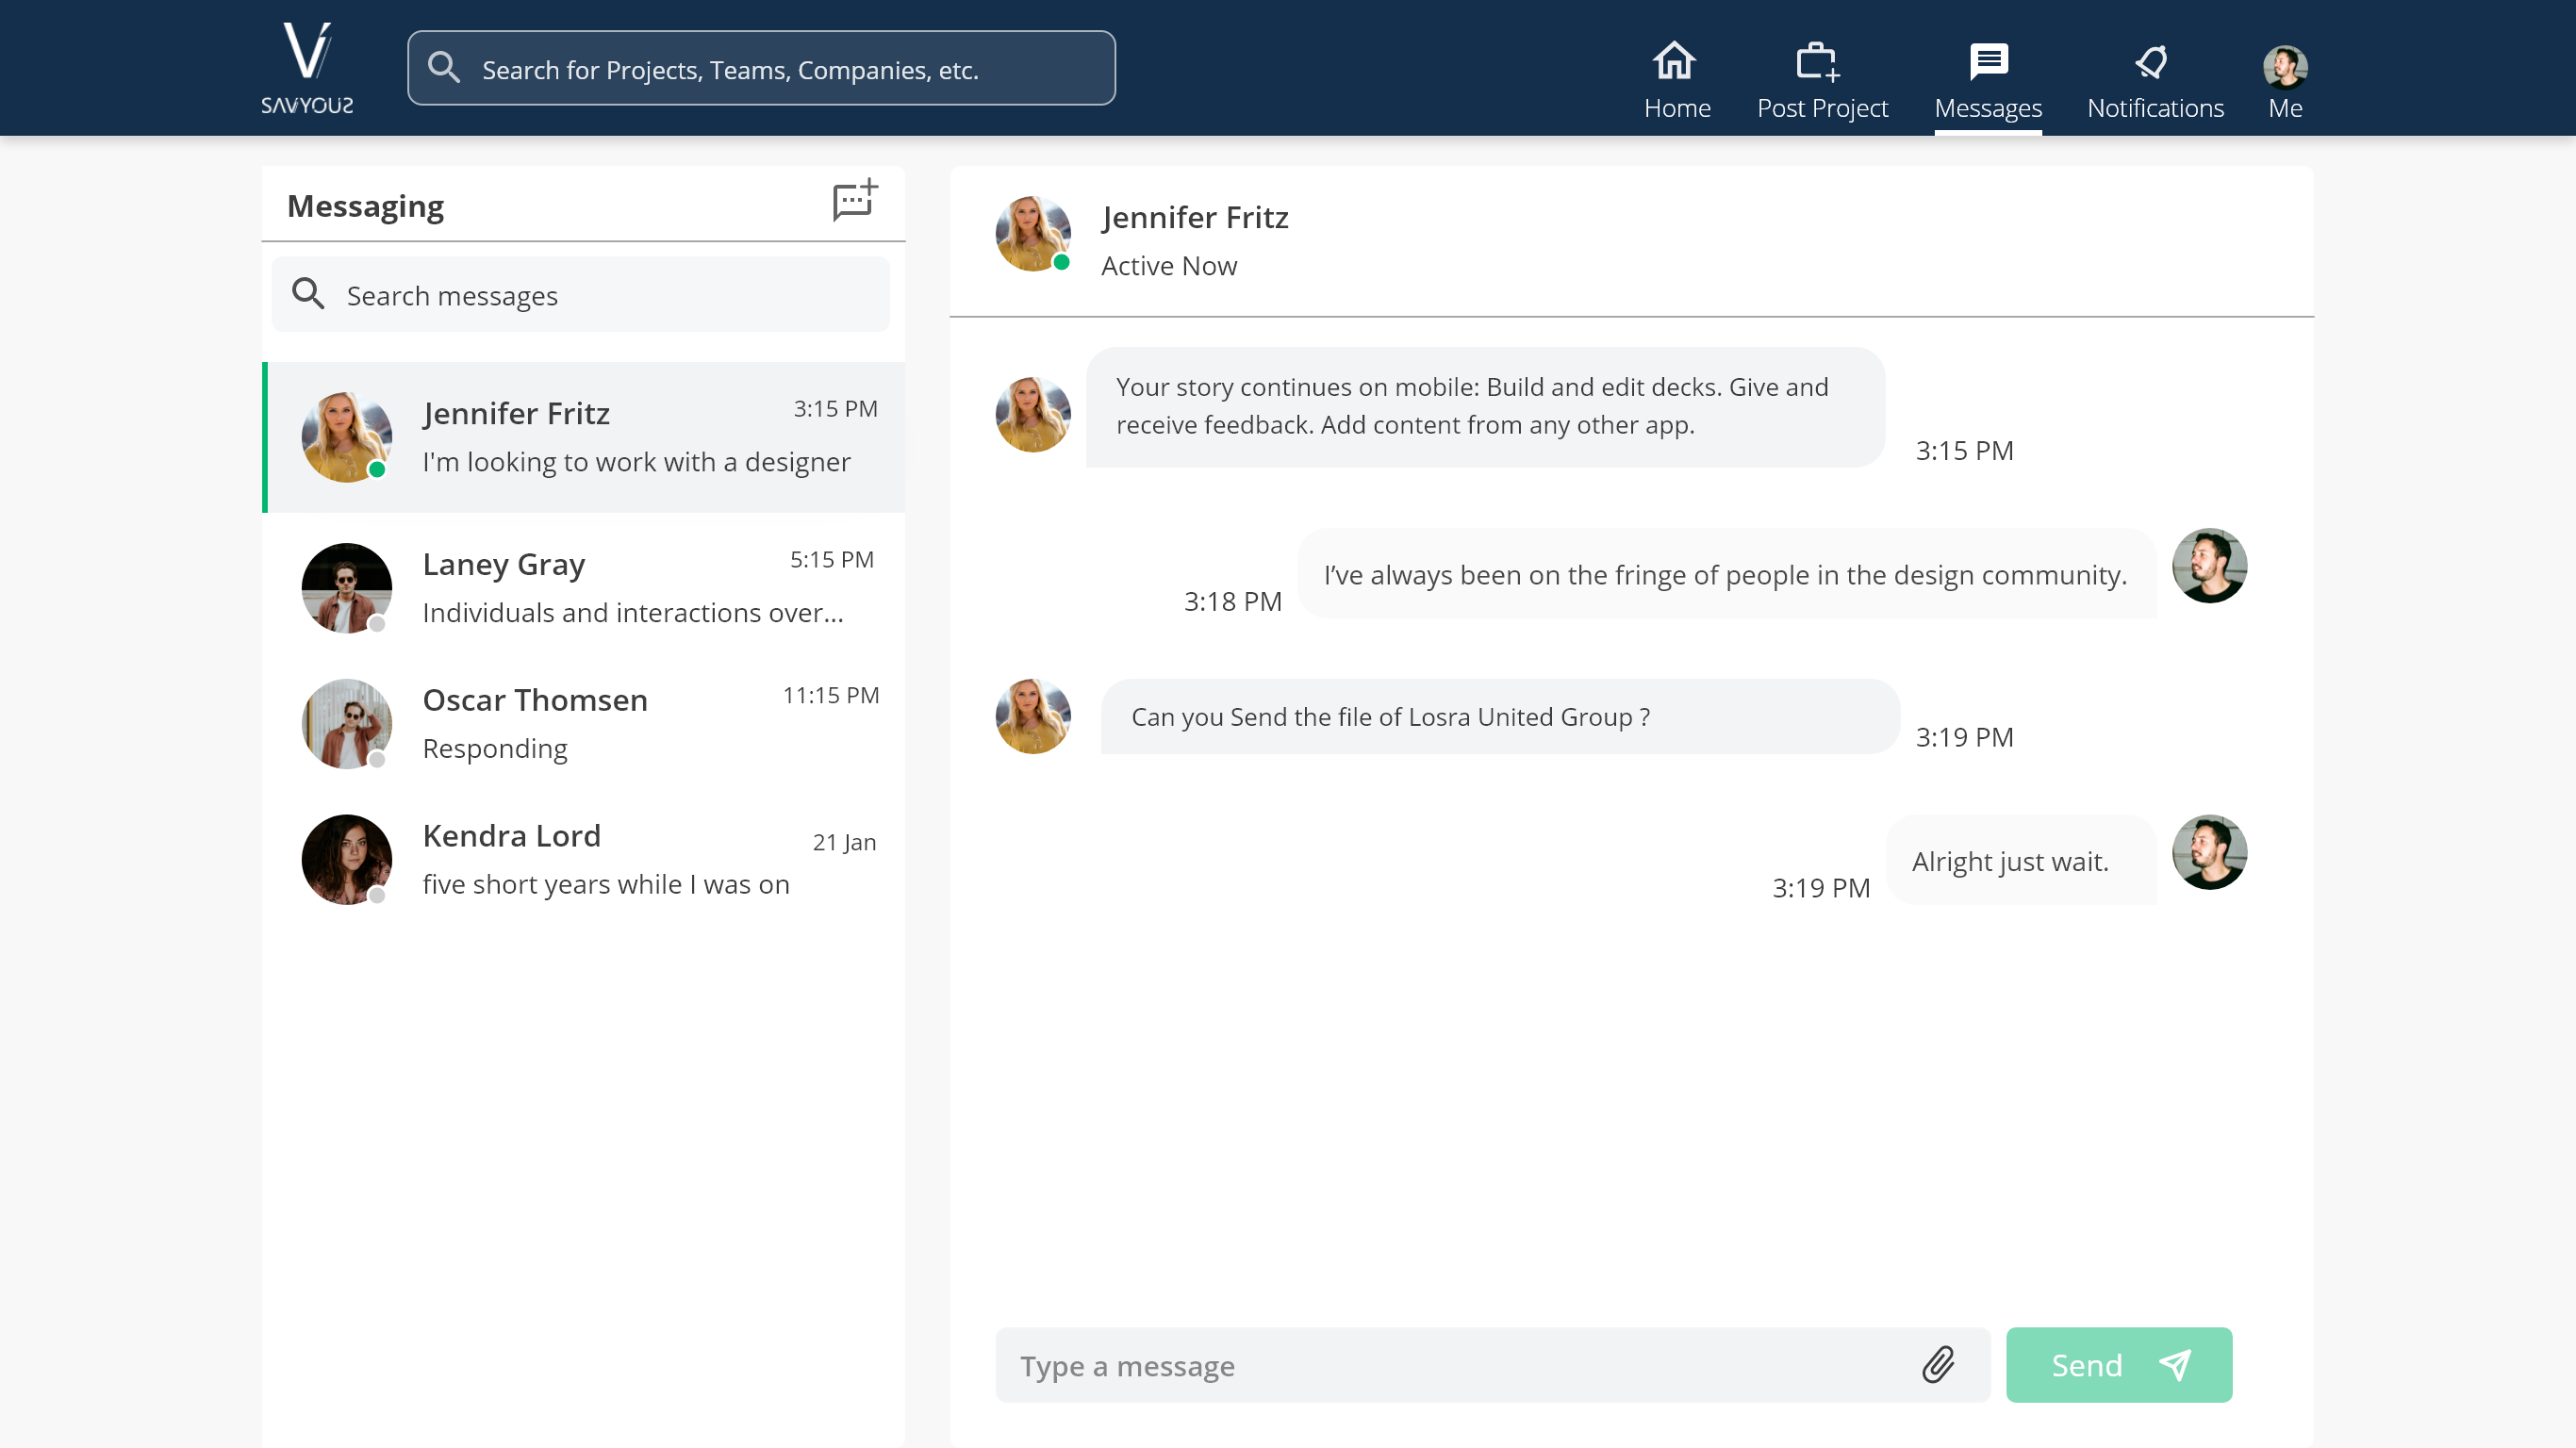 SAViYOUS
Search for Projects, Teams, Companies, etc.
Home
Post Project
Messages
Notifications
Me
Messaging
Search messages
Jennifer Fritz
3:15 PM
I'm looking to work with a designer
Laney Gray
5:15 PM
Individuals and interactions over...
Oscar Thomsen
11:15 PM
Responding
Kendra Lord
21 Jan
five short years while I was on
Jennifer Fritz
Active Now
Your story continues on mobile: Build and edit decks. Give and
receive feedback. Add content from any other app.
3:15 PM
I’ve always been on the fringe of people in the design community.
3:18 PM
Can you Send the file of Losra United Group ?
3:19 PM
Alright just wait.
3:19 PM
Type a message
Send